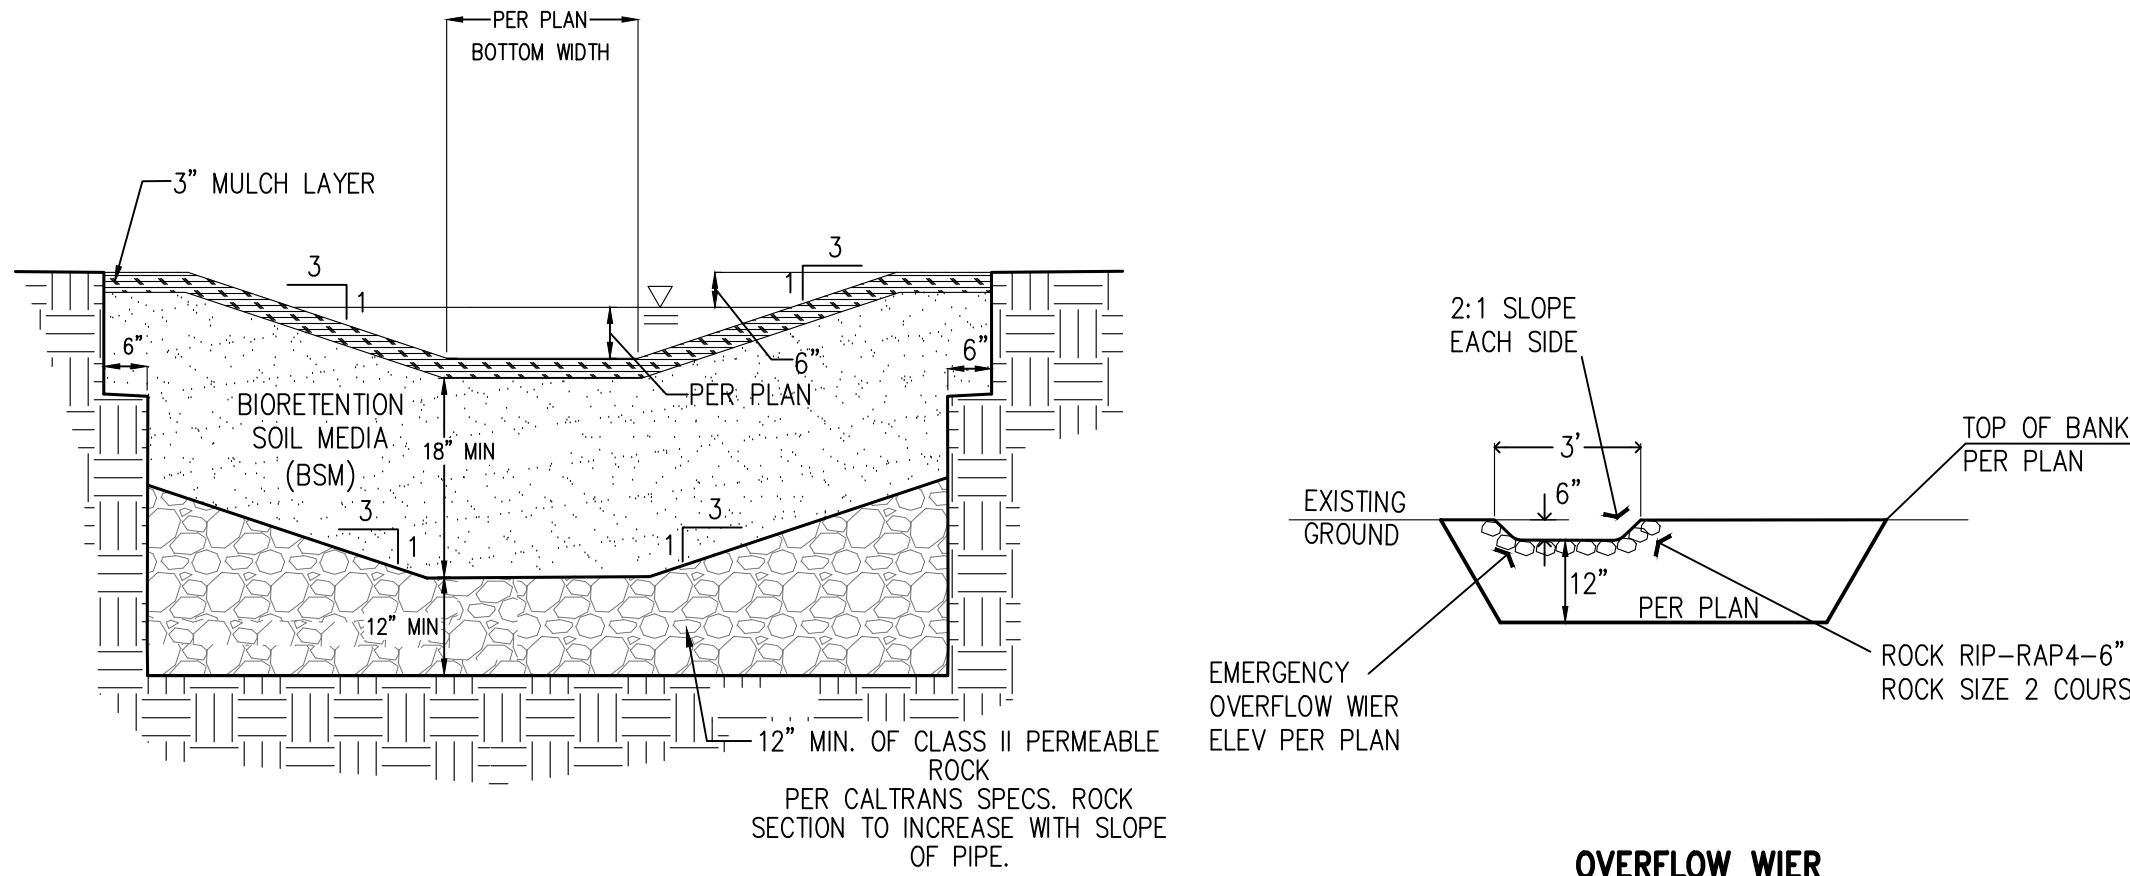 PER PLAN
BOTTOM WIDTH
3” MULCH LAYER
3
1
3
1
6”
6”
6”
PER PLAN
BIORETENTION
SOIL MEDIA
(BSM)
18” MIN
3
1
3
1
12” MIN
12” MIN. OF CLASS II PERMEABLE
ROCK
PER CALTRANS SPECS. ROCK
SECTION TO INCREASE WITH SLOPE
OF PIPE.
2:1 SLOPE
EACH SIDE
3'
6”
EXISTING
GROUND
TOP OF BANK
PER PLAN
12”
PER PLAN
EMERGENCY
OVERFLOW WIER
ELEV PER PLAN
ROCK RIP-RAP4-6”
ROCK SIZE 2 COURS
OVERFLOW WIER